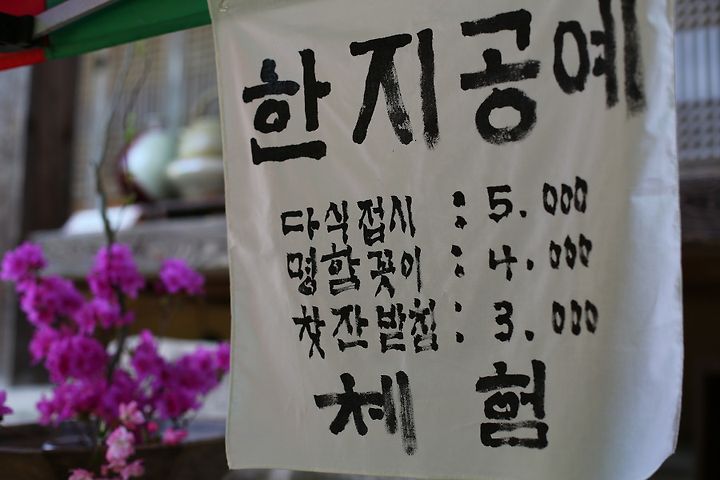 한지공예
다식접시 : 5.000
명함꽂이 : 4.000
찻잔받침 : 3.000
체험